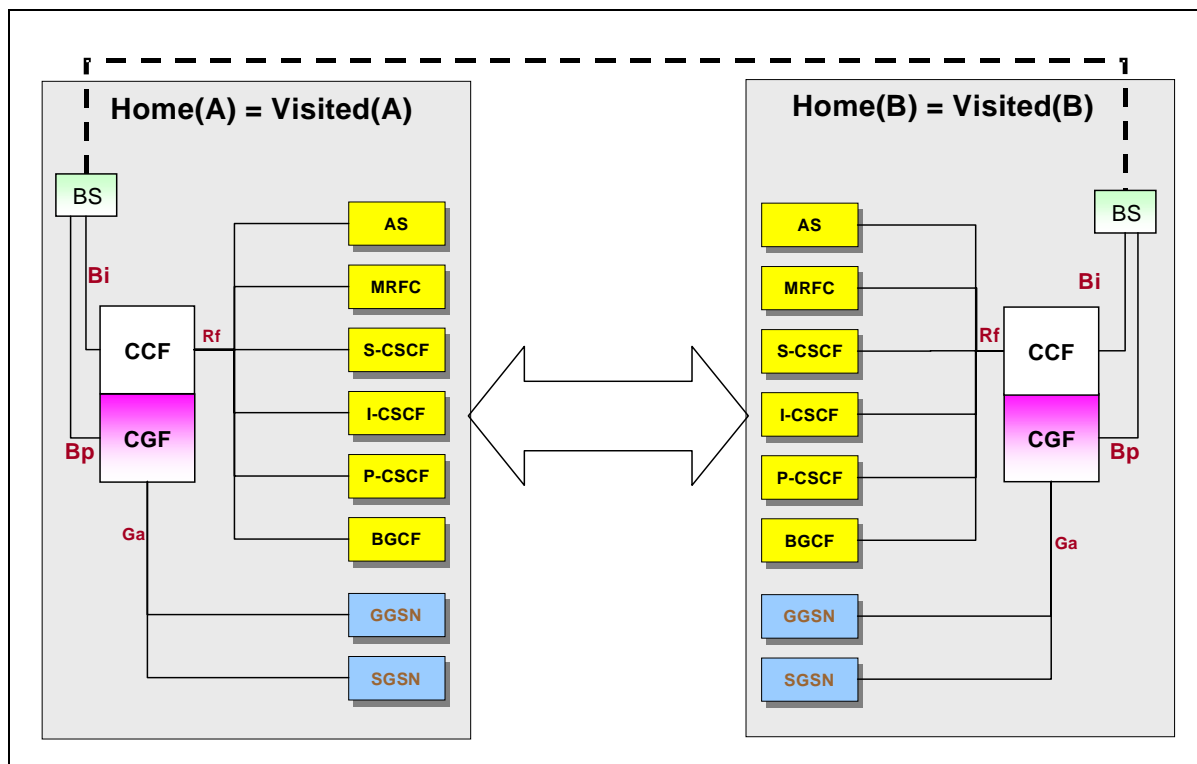 Home(A) = Visited(A)
BS
Bi
CCF
Rf
CGF
Bp
Ga
AS
MRFC
S-CSCF
I-CSCF
P-CSCF
BGCF
GGSN
SGSN
Home(B) = Visited(B)
AS
MRFC
S-CSCF
I-CSCF
P-CSCF
BGCF
GGSN
SGSN
BS
Bi
Rf
CCF
CGF
Bp
Ga